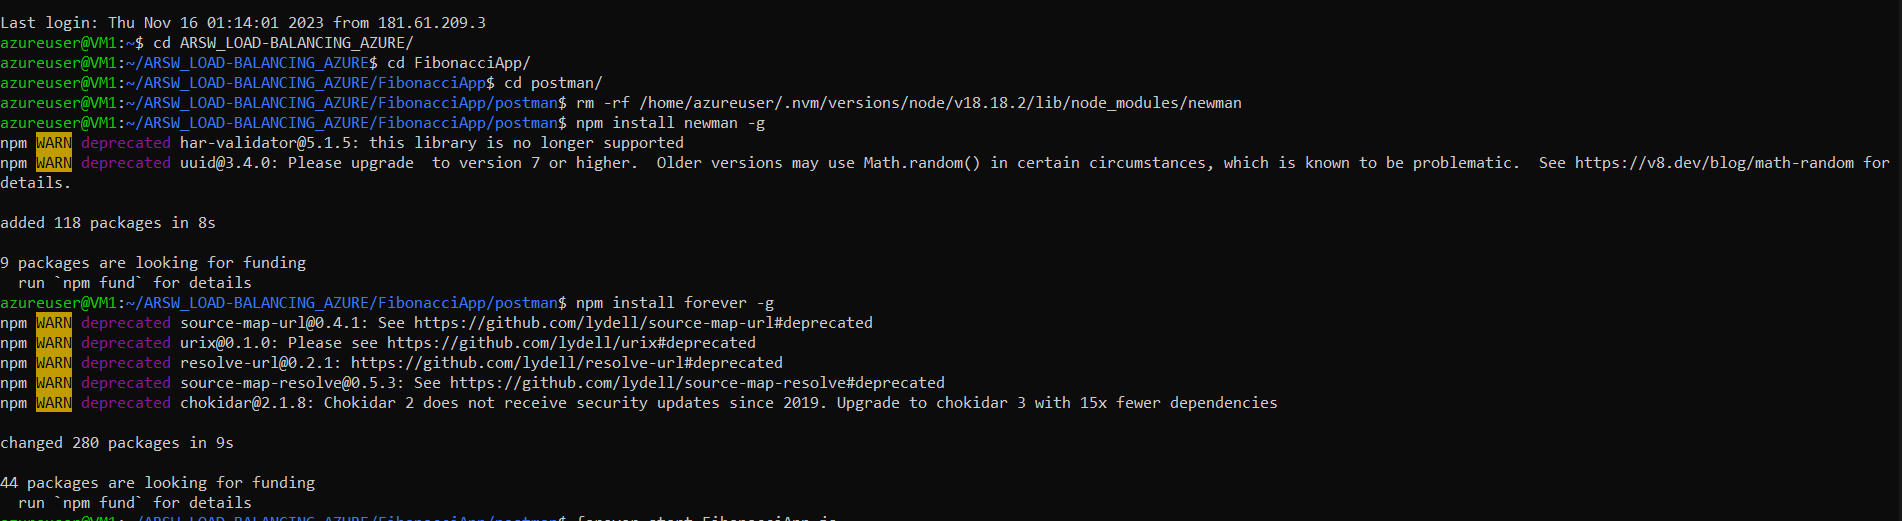 Last login: Thu Nov 16 01:14:01 2023 from 181.61.209.3
azureuser@VM1:~$ cd ARSW_LOAD-BALANCING_AZURE/
azureuser@VM1:~/ARSW_LOAD-BALANCING_AZURE$ cd FibonacciApp/
azureuser@VM1:~/ARSW_LOAD-BALANCING_AZURE/FibonacciApp$ cd postman/
azureuser@VM1:~/ARSW_LOAD-BALANCING_AZURE/FibonacciApp/postman$ rm -rf /home/azureuser/.nvm/versions/node/v18.18.2/lib/node_modules/newman
azureuser@VM1:~/ARSW_LOAD-BALANCING_AZURE/FibonacciApp/postman$ npm install newman -g
npm WARN deprecated har-validator@5.1.5: this library is no longer supported
npm WARN deprecated uuid@3.4.0: Please upgrade  to version 7 or higher.  Older versions may use Math.random() in certain circumstances, which is known to be problematic.  See https://v8.dev/blog/math-random for
details.
added 118 packages in 8s
9 packages are looking for funding
  run `npm fund` for details
azureuser@VM1:~/ARSW_LOAD-BALANCING_AZURE/FibonacciApp/postman$ npm install forever -g
npm WARN deprecated source-map-url@0.4.1: See https://github.com/lydell/source-map-url#deprecated
npm WARN deprecated urix@0.1.0: Please see https://github.com/lydell/urix#deprecated
npm WARN deprecated resolve-url@0.2.1: https://github.com/lydell/resolve-url#deprecated
npm WARN deprecated source-map-resolve@0.5.3: See https://github.com/lydell/source-map-resolve#deprecated
npm WARN deprecated chokidar@2.1.8: Chokidar 2 does not receive security updates since 2019. Upgrade to chokidar 3 with 15x fewer dependencies
changed 280 packages in 9s
44 packages are looking for funding
  run `npm fund` for details
azureuser@VM1:~/ARSW_LOAD-BALANCING_AZURE/FibonacciApp/postman$ forever start FibonacciApp.js